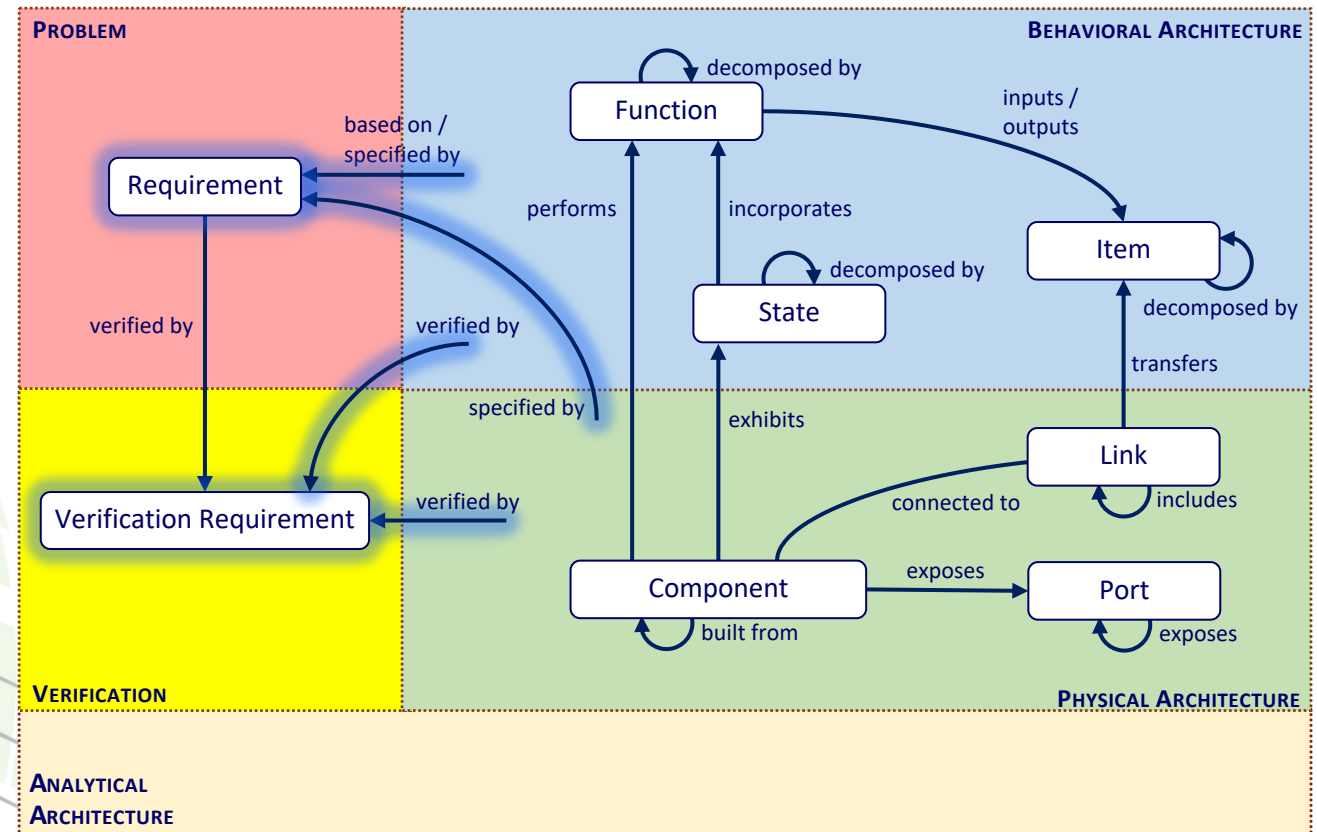 PROBLEM
BEHAVIORAL ARCHITECTURE
decomposed by
Function
inputs /
outputs
based on /
specified by
Requirement
performs
incorporates
Item
decomposed by
State
decomposed by
verified by
verified by
transfers
specified by
exhibits
Link
includes
connected to
Verification Requirement
verified by
exposes
Component
Port
built from
exposes
VERIFICATION
PHYSICAL ARCHITECTURE
ANALYTICAL
ARCHITECTURE